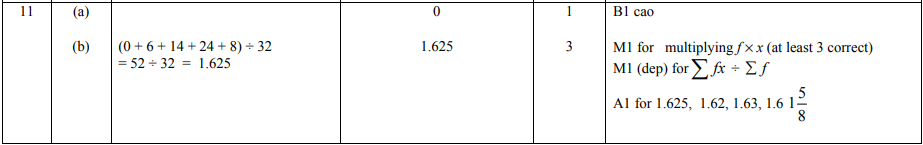 11 (a) 0 1 B1 cao
(b) (0 + 6 + 14 + 24 + 8) ÷ 32 1.625 3 M1 for multiplying f × x (at least 3 correct)
= 52 ÷ 32 = 1.625 M1 (dep) for ∑ fx ÷ Σ f
A1 for 1.625, 1.62, 1.63, 1.6 1 5/8